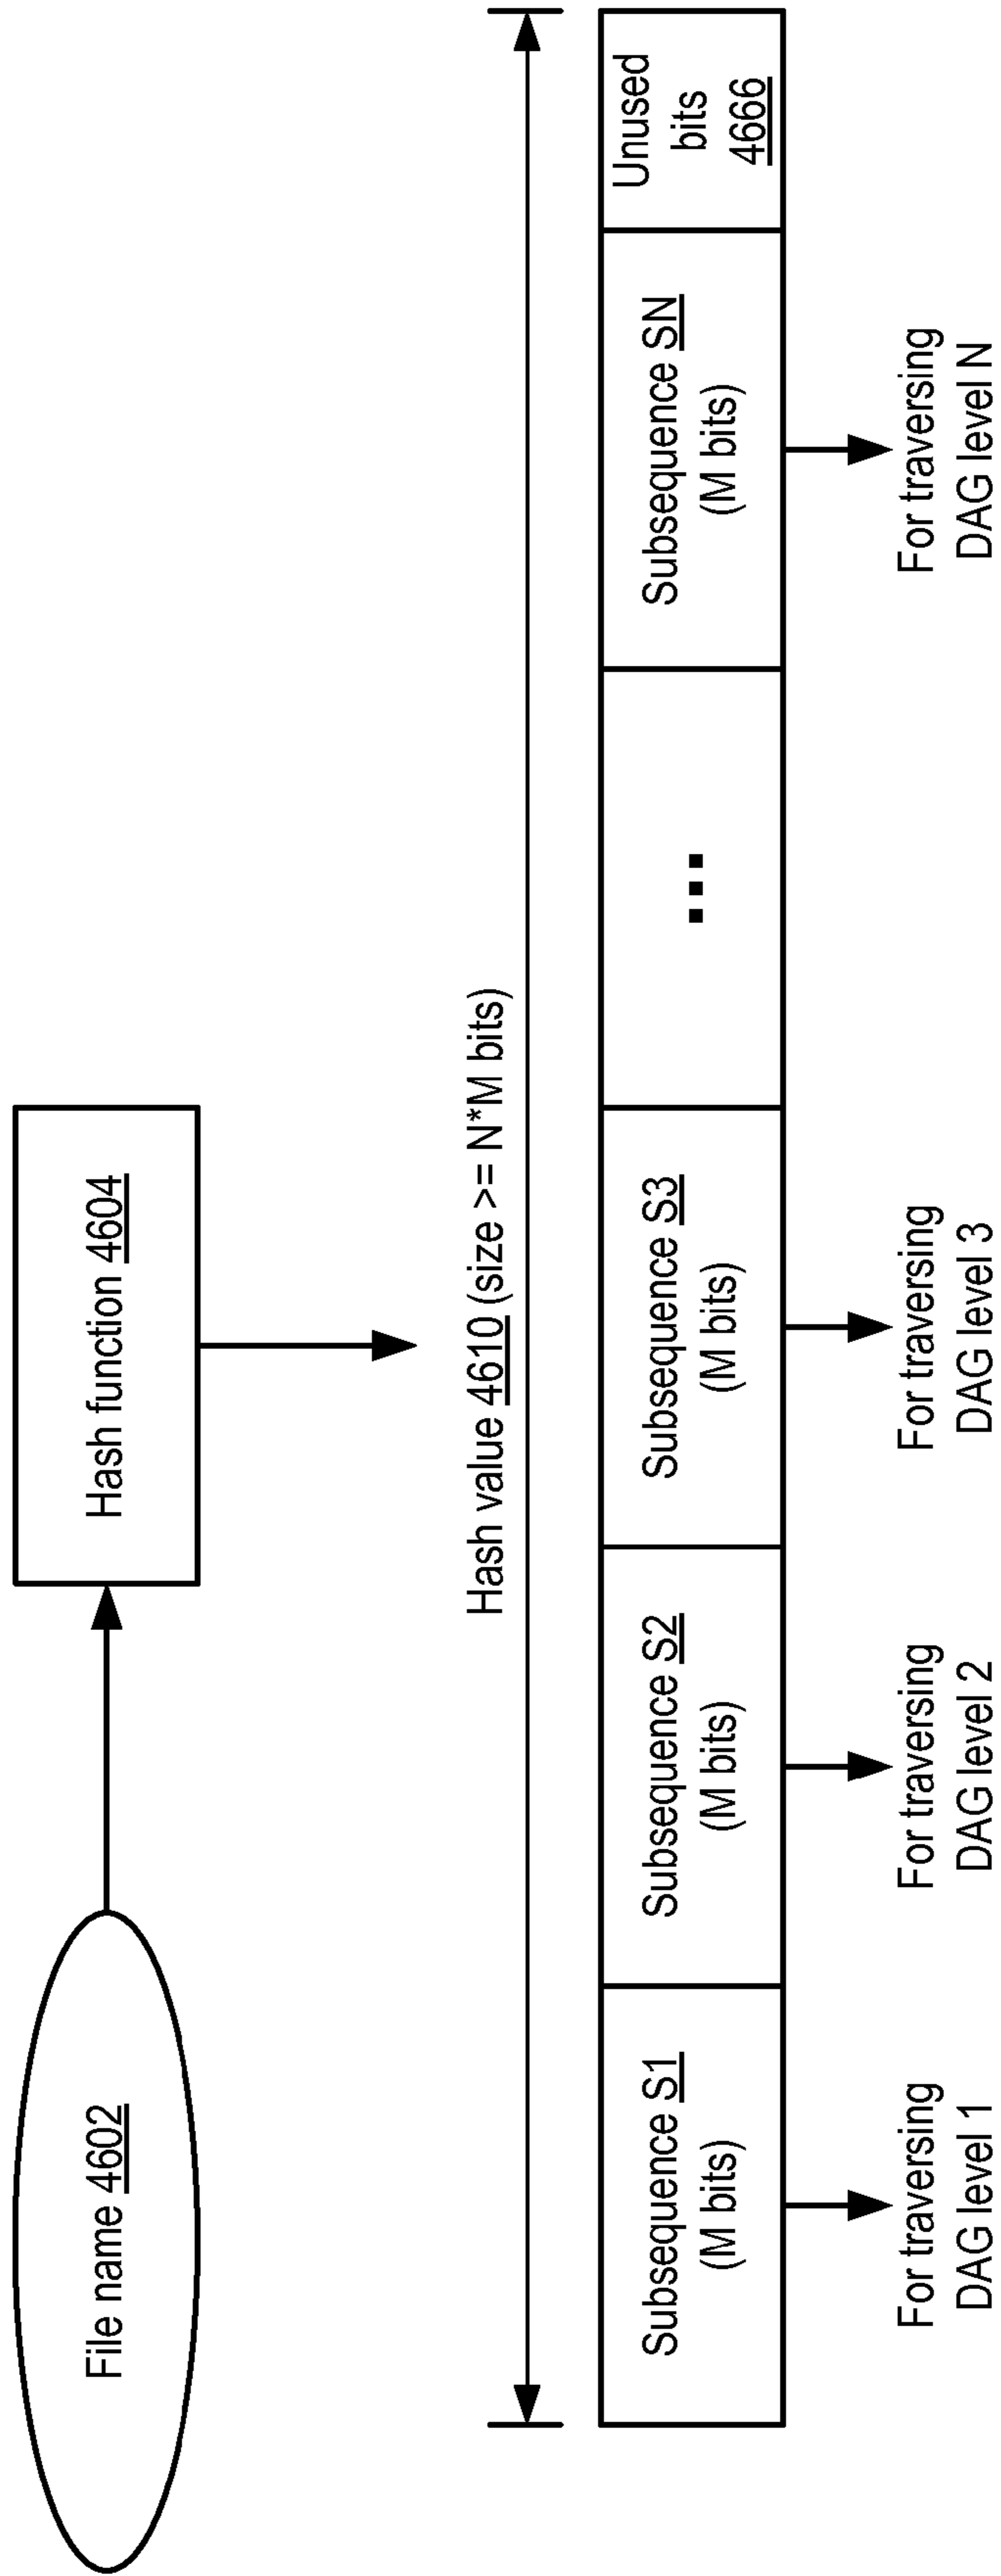 File name 4602
Hash function 4604
Hash value 4610 (size >= N*M bits)
Subsequence S1
(M bits)
Subsequence S2
(M bits)
Subsequence S3
(M bits)
...
Subsequence SN
(M bits)
Unused
bits
4666
For traversing
DAG level 1
For traversing
DAG level 2
For traversing
DAG level 3
For traversing
DAG level N